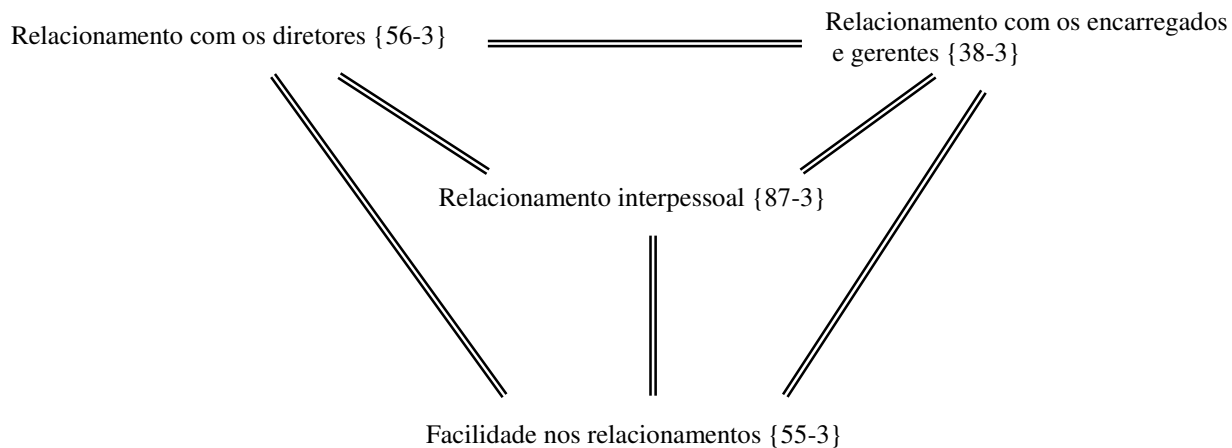 Relacionamento com os diretores {56-3}
Relacionamento com os encarregados
e gerentes {38-3}
Relacionamento interpessoal {87-3}
Facilidade nos relacionamentos {55-3}